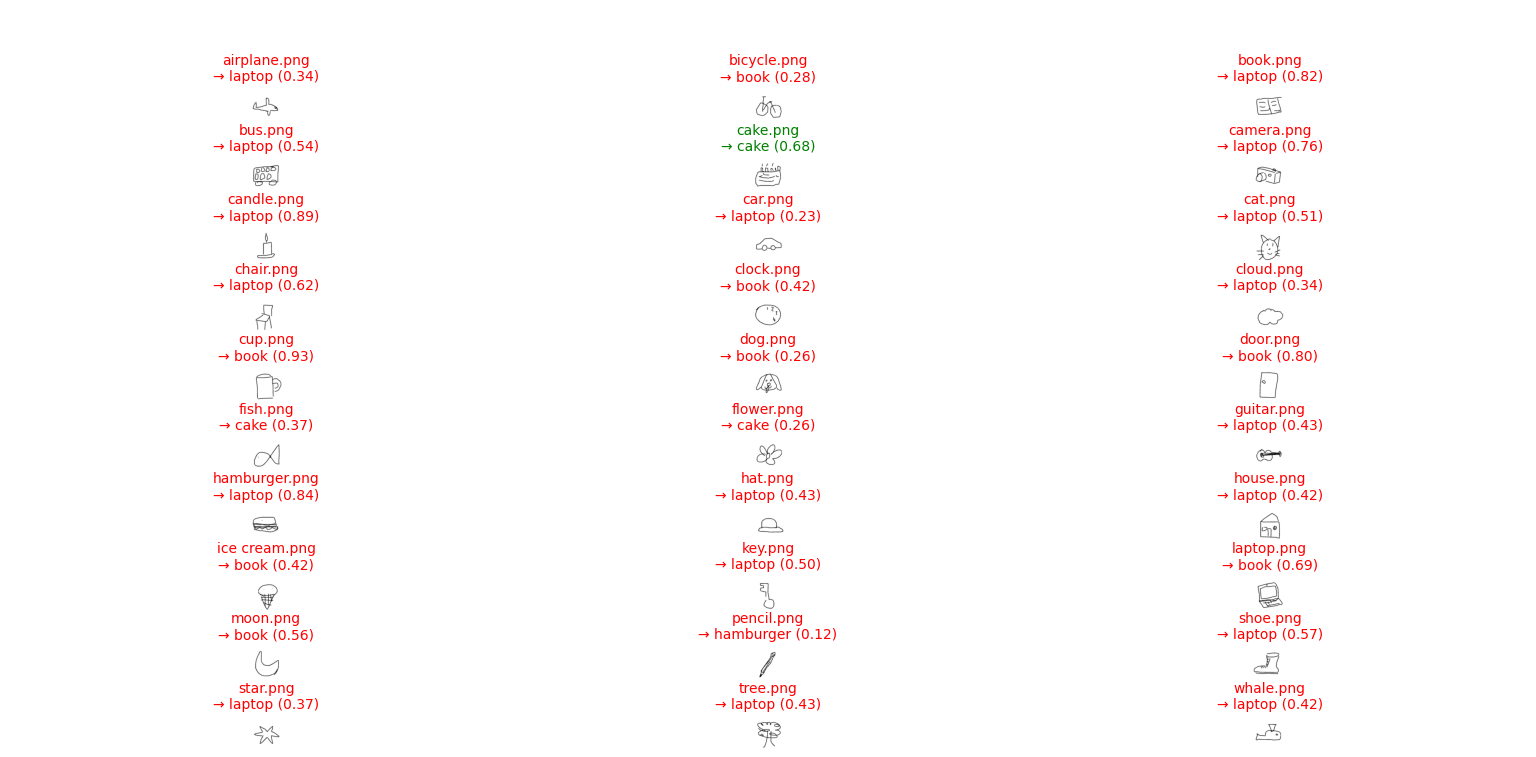 airplane.png
→ laptop (0.34)
bicycle.png
→ book (0.28)
book.png
→ laptop (0.82)
bus.png
→ laptop (0.54)
cake.png
→ cake (0.68)
camera.png
→ laptop (0.76)
candle.png
→ laptop (0.89)
car.png
→ laptop (0.23)
cat.png
→ laptop (0.51)
chair.png
→ laptop (0.62)
clock.png
→ book (0.42)
cloud.png
→ laptop (0.34)
cup.png
→ book (0.93)
dog.png
→ book (0.26)
door.png
→ book (0.80)
fish.png
→ cake (0.37)
flower.png
→ cake (0.26)
guitar.png
→ laptop (0.43)
hamburger.png
→ laptop (0.84)
hat.png
→ laptop (0.43)
house.png
→ laptop (0.42)
ice cream.png
→ book (0.42)
key.png
→ laptop (0.50)
laptop.png
→ book (0.69)
moon.png
→ book (0.56)
pencil.png
→ hamburger (0.12)
shoe.png
→ laptop (0.57)
star.png
→ laptop (0.37)
tree.png
→ laptop (0.43)
whale.png
→ laptop (0.42)